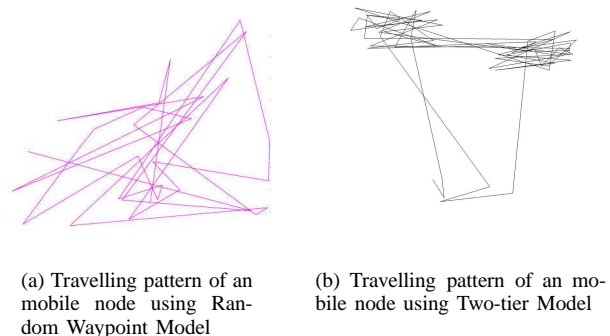 (a) Travelling pattern of an
mobile node using Ran-
dom Waypoint Model
(b) Travelling pattern of an mo-
bile node using Two-tier Model